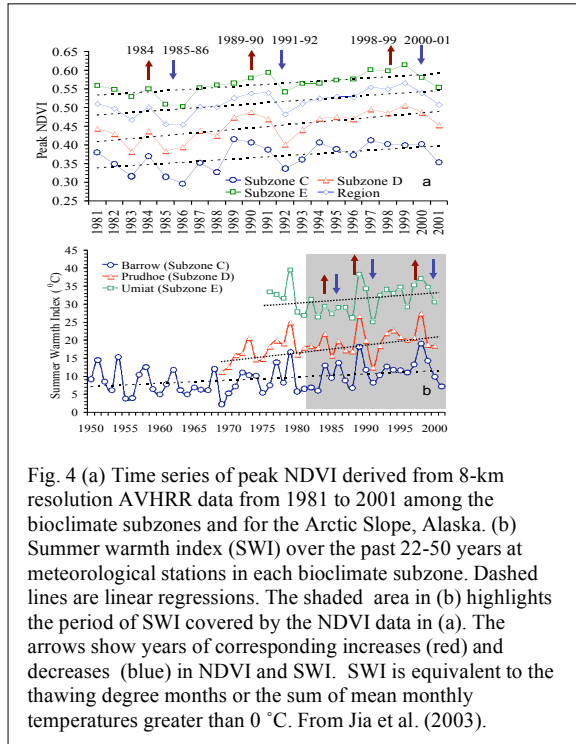 1984
1985-86
1989-90
1991-92
1998-99
2000-01
Peak NDVI
0.65
0.60
0.55
0.50
0.45
0.40
0.35
0.30
0.25
Subzone C
Subzone D
Subzone E
Region
a
1981 1982 1983 1984 1985 1986 1987 1988 1989 1990 1991 1992 1993 1994 1995 1996 1997 1998 1999 2000 2001
Summer Warmth Index (⁰C)
45
40
35
30
25
20
15
10
5
0
Barrow (Subzone C)
Prudhoe (Subzone D)
Umiat (Subzone E)
b
1950 1955 1960 1965 1970 1975 1980 1985 1990 1995 2000
Fig. 4 (a) Time series of peak NDVI derived from 8-km
resolution AVHRR data from 1981 to 2001 among the
bioclimate subzones and for the Arctic Slope, Alaska. (b)
Summer warmth index (SWI) over the past 22-50 years at
meteorological stations in each bioclimate subzone. Dashed
lines are linear regressions. The shaded area in (b) highlights
the period of SWI covered by the NDVI data in (a). The
arrows show years of corresponding increases (red) and
decreases (blue) in NDVI and SWI. SWI is equivalent to the
thawing degree months or the sum of mean monthly
temperatures greater than 0 ˚C. From Jia et al. (2003).